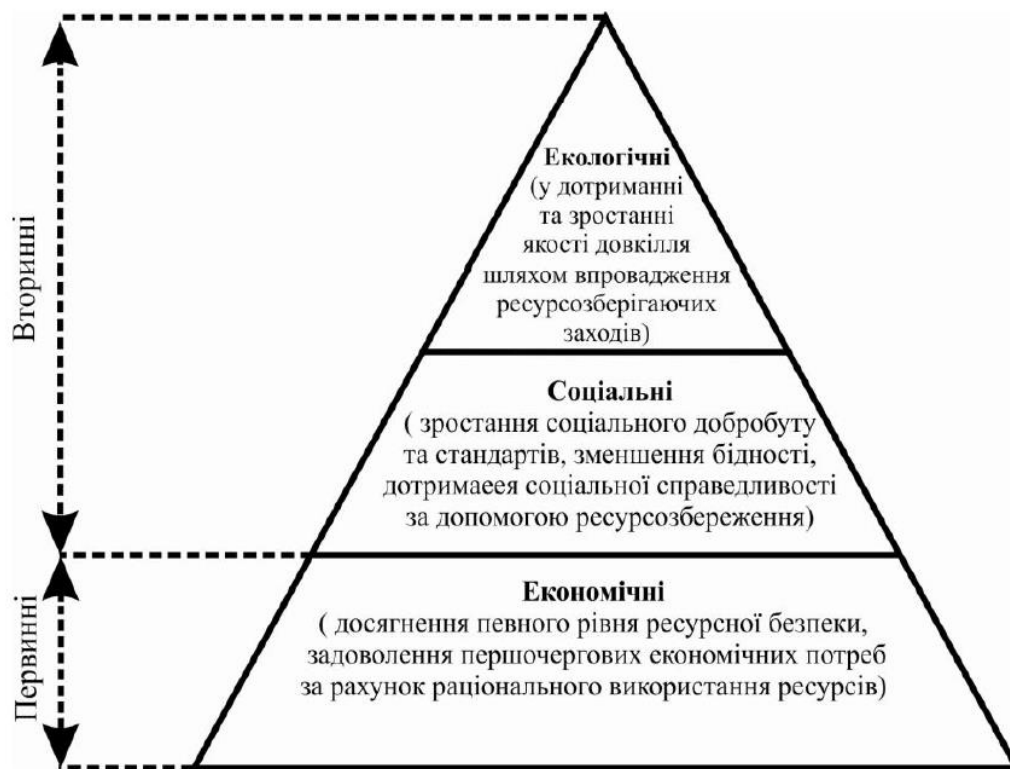 Вторинні
Екологічні
(у дотриманні
та зростанні
якості довкілля
шляхом впровадження
ресурсозберігаючих
заходів)
Соціальні
( зростання соціального добробуту
та стандартів, зменшення бідності,
дотримаеея соціальної справедливості
за допомогою ресурсозбереження)
Первинні
Економічні
( досягнення певного рівня ресурсної безпеки,
задоволення першочергових економічних потреб
за рахунок раціонального використання ресурсів)